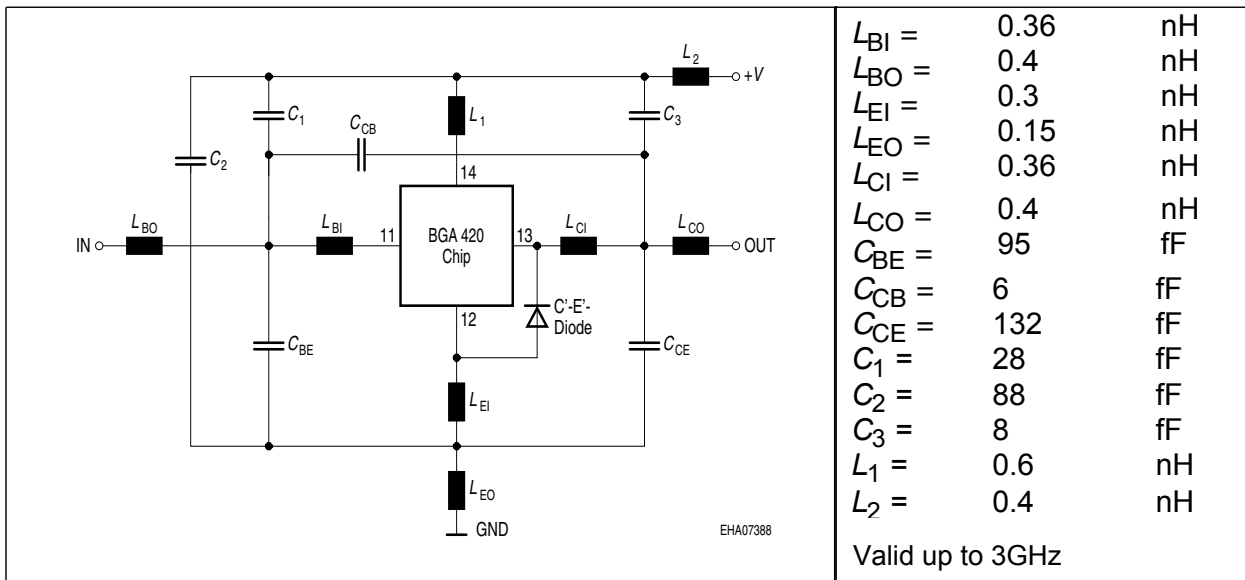 L2
+V
C1
L1
C3
CCB
C2
14
LBO
LBI
LCI
LCO
IN
11
BGA 420
Chip
13
OUT
12
C'-E'-
Diode
CBE
CCE
LEI
LEO
GND
EHA07388
LBI = 0.36 nH
LBO = 0.4 nH
LEI = 0.3 nH
LEO = 0.15 nH
LCI = 0.36 nH
LCO = 0.4 nH
CBE = 95 fF
CCB = 6 fF
CCE = 132 fF
C1 = 28 fF
C2 = 88 fF
C3 = 8 fF
L1 = 0.6 nH
L2 = 0.4 nH
Valid up to 3GHz